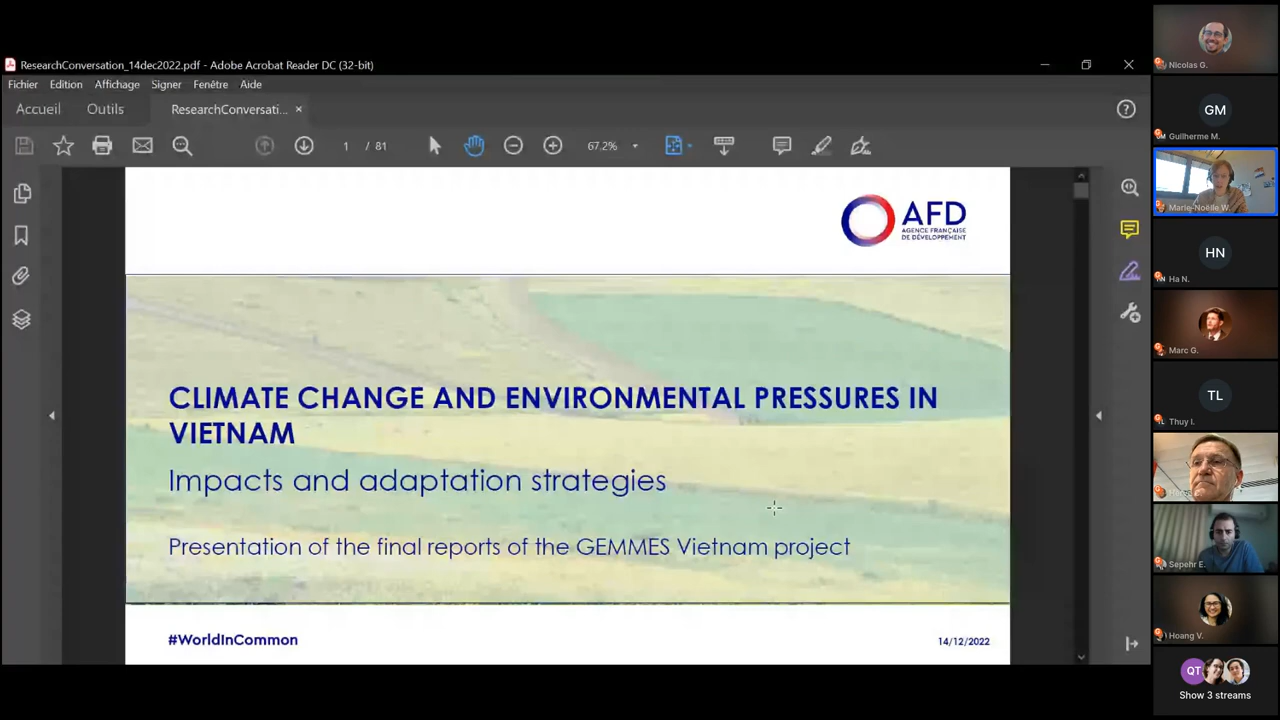 ResearchConversation_14dec2022.pdf - Adobe Acrobat Reader DC (32-bit)
Fichier Edition Affichage Signer Fenêtre Aide
Accueil Outils ResearchConversati... ×
1 / 81 67.2%
AFD
AGENCE FRANÇAISE
DE DÉVELOPPEMENT
CLIMATE CHANGE AND ENVIRONMENTAL PRESSURES IN
VIETNAM
Impacts and adaptation strategies
Presentation of the final reports of the GEMMES Vietnam project
#WorldInCommon
14/12/2022
Nicolas G.
GM
Guilherme M.
Marie-Noëlle W.
HN
Ha N.
Marc G.
TL
Thuy l.
Sepehr E.
Hoang V.
QT
Show 3 streams